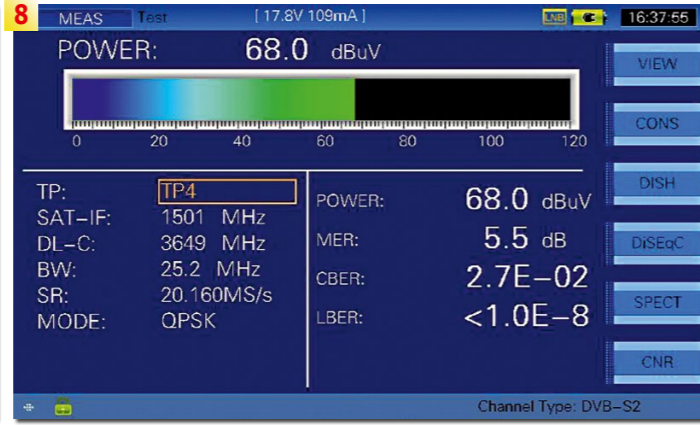 8
MEAS Test [ 17.8V 109mA ] LNB 16:37:55
POWER: 68.0 dBuV
0 20 40 60 80 100 120
TP: TP4
SAT-IF: 1501 MHz
DL-C: 3649 MHz
BW: 25.2 MHz
SR: 20.160MS/s
MODE: QPSK
POWER: 68.0 dBuV
MER: 5.5 dB
CBER: 2.7E-02
LBER: <1.0E-8
VIEW
CONS
DISH
DiSEqC
SPECT
CNR
Channel Type: DVB-S2